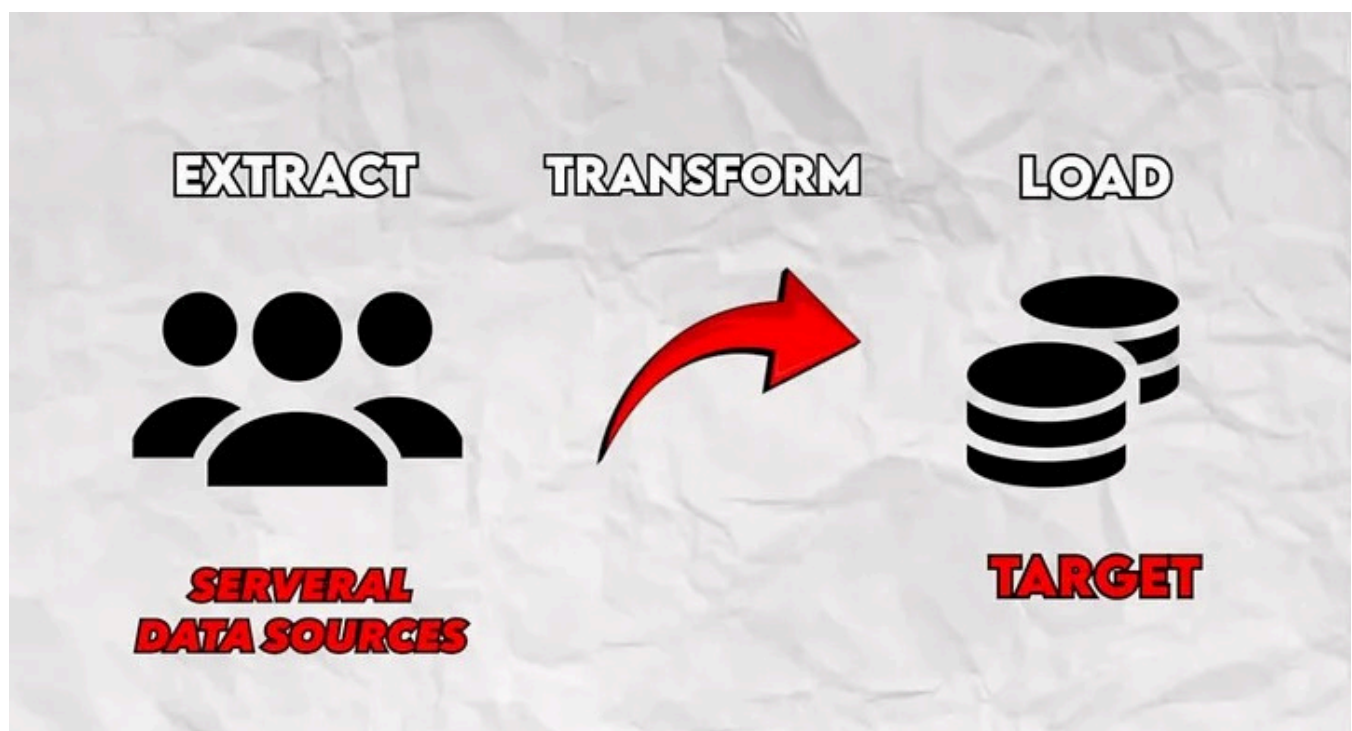 EXTRACT
TRANSFORM
LOAD
SERVERAL
DATA SOURCES
TARGET